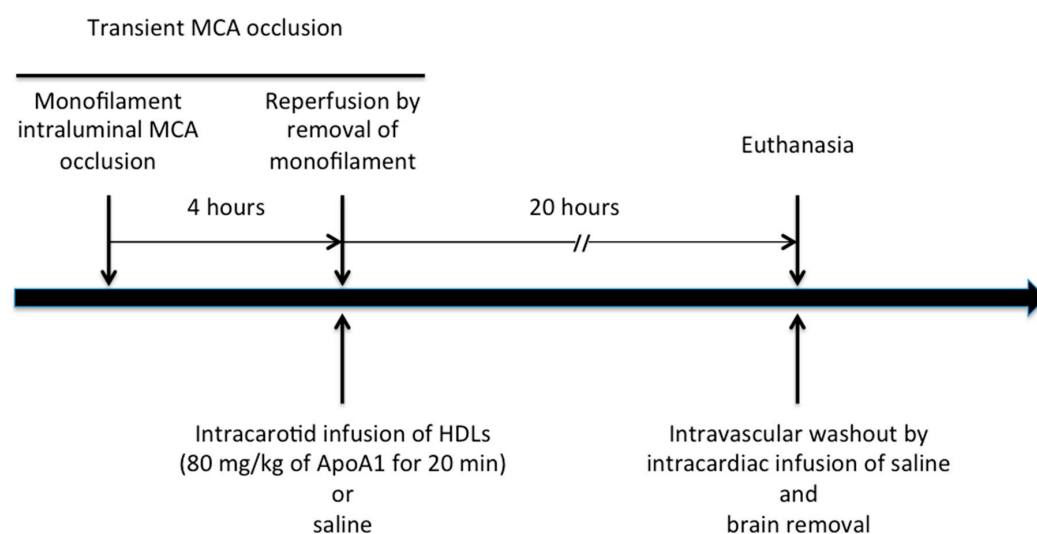 Transient MCA occlusion
Monofilament
intraluminal MCA
occlusion
Reperfusion by
removal of
monofilament
Euthanasia
4 hours
20 hours
//
Intracarotid infusion of HDLs
(80 mg/kg of ApoA1 for 20 min)
or
saline
Intravascular washout by
intracardiac infusion of saline
and
brain removal